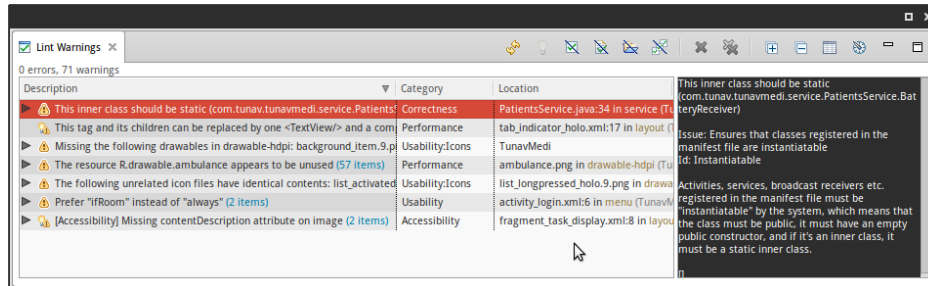 Lint Warnings
0 errors, 71 warnings
Description Category Location
This inner class should be static (com.tunav.tunavmedi.service.Patients Correctness PatientsService.java:34 in service (Tu
This tag and its children can be replaced by one <TextView/> and a com Performance tab_indicator_holo.xml:17 in layout (T
Missing the following drawables in drawable-hdpi: background_item.9.p Usability:Icons TunavMedi
The resource R.drawable.ambulance appears to be unused (57 items) Performance ambulance.png in drawable-hdpi (Tu
The following unrelated icon files have identical contents: list_activated Usability:Icons list_longpressed_holo.9.png in drawa
Prefer "ifRoom" instead of "always" (2 items) Usability activity_login.xml:6 in menu (TunavM
[Accessibility] Missing contentDescription attribute on image (2 items) Accessibility fragment_task_display.xml:8 in layou
This inner class should be static
(com.tunav.tunavmedi.service.PatientsService.Bat
teryReceiver)
Issue: Ensures that classes registered in the
manifest file are instantiatable
Id: Instantiatable
Activities, services, broadcast receivers etc.
registered in the manifest file must be
"instantiatable" by the system, which means that
the class must be public, it must have an empty
public constructor, and if it's an inner class, it
must be a static inner class.
[]